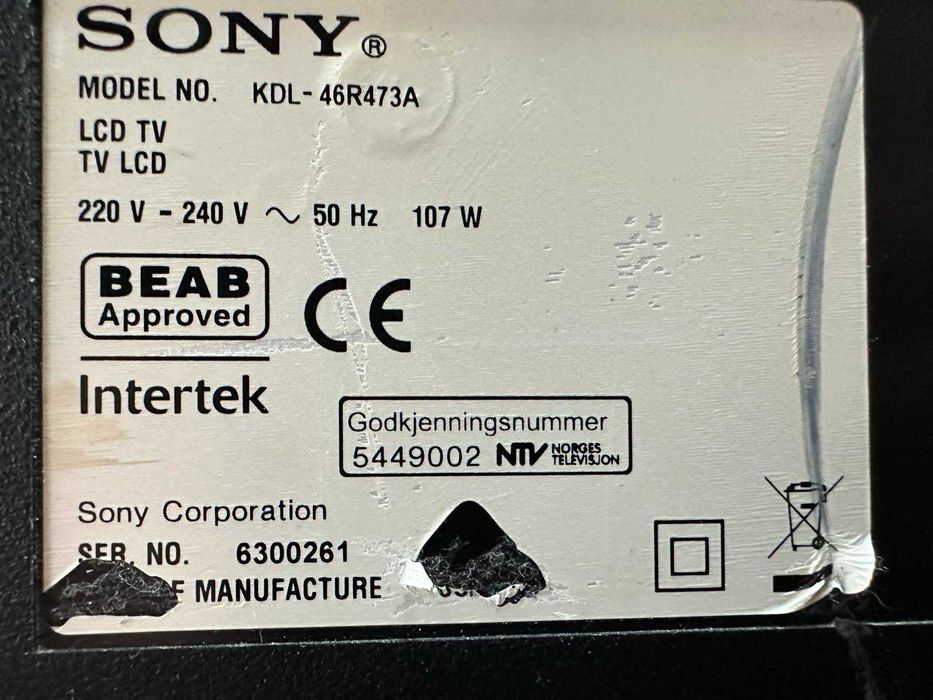 SONY®
MODEL NO. KDL-46R473A
LCD TV
TV LCD
220 V - 240 V ~ 50 Hz 107 W
BEAB
Approved
CE
Intertek
Godkjenningsnummer
5449002 NTV NORGES TELEVISJON
Sony Corporation
SER. NO. 6300261
MANUFACTURE